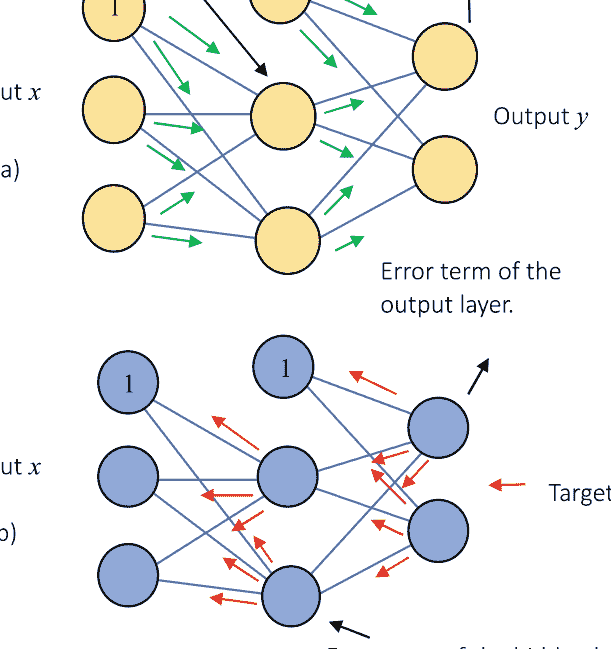 1
ut x
Output y
a)
Error term of the
output layer.
1
1
ut x
Target
b)